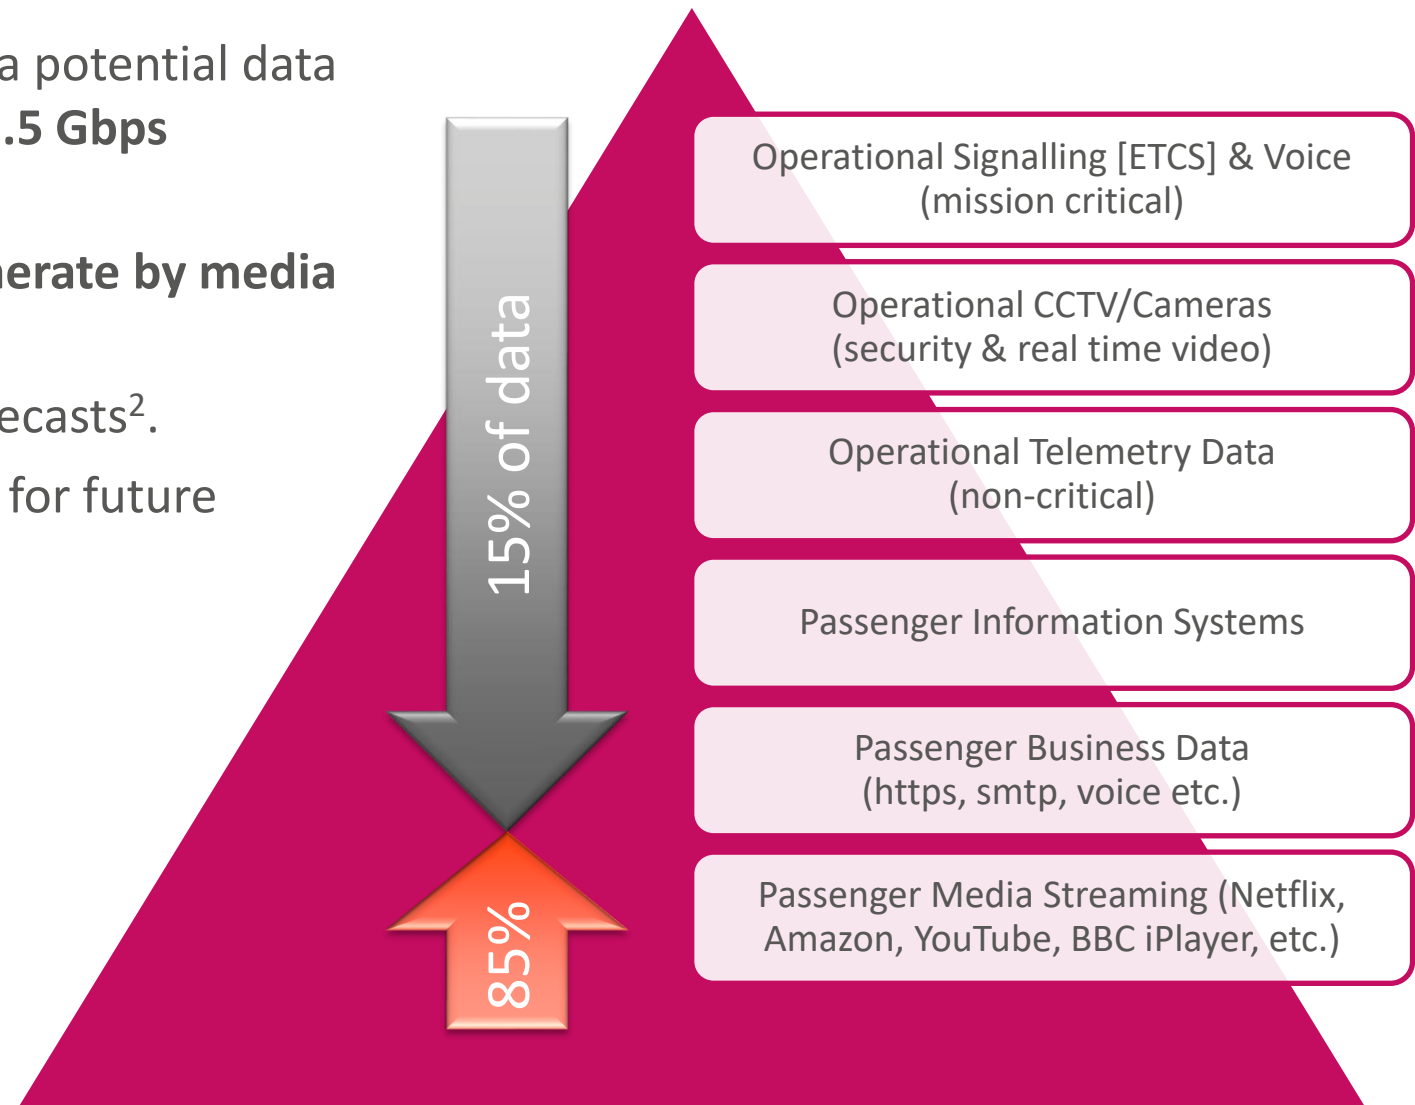 a potential data
.5 Gbps
nerate by media
ecasts².
for future
15% of data
85%
Operational Signalling [ETCS] & Voice
(mission critical)
Operational CCTV/Cameras
(security & real time video)
Operational Telemetry Data
(non-critical)
Passenger Information Systems
Passenger Business Data
(https, smtp, voice etc.)
Passenger Media Streaming (Netflix,
Amazon, YouTube, BBC iPlayer, etc.)